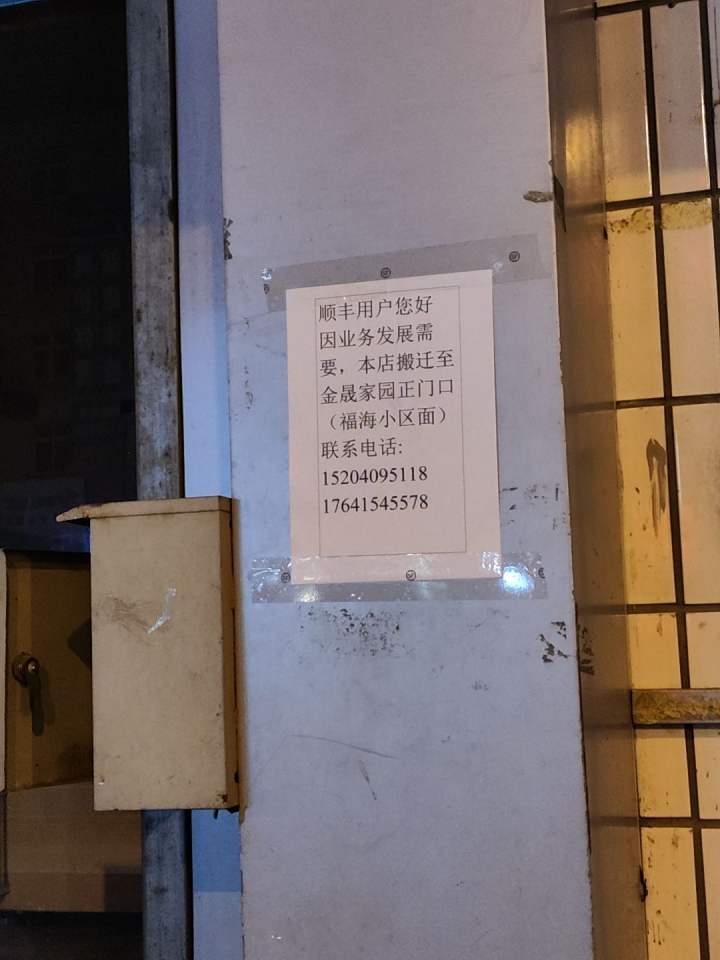 顺丰用户您好
因业务发展需
要，本店搬迁至
金晟家园正门口
（福海小区面）
联系电话:
15204095118
17641545578